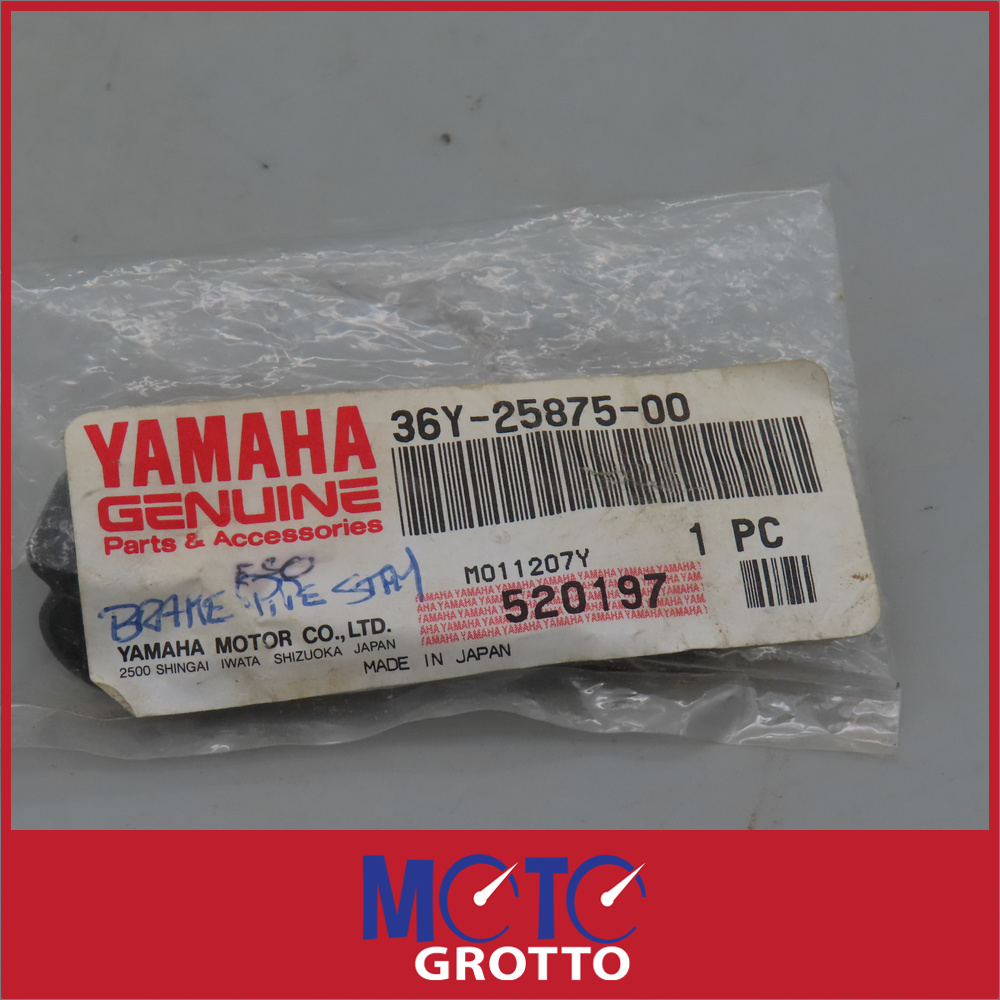 YAMAHA
GENUINE
Parts & Accessories
36Y-25875-00
1 PC
M011207Y
520197
BRAKE PIPE STAY
YAMAHA MOTOR CO., LTD.
2500 SHINGAI IWATA SHIZUOKA JAPAN
MADE IN JAPAN
MOTO
GROTTO